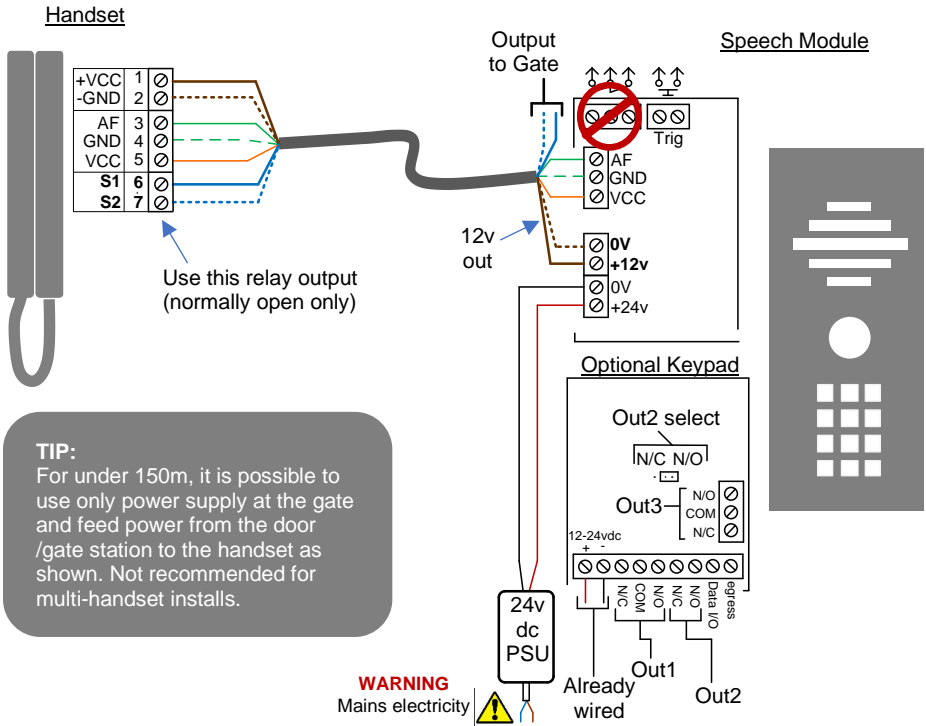 Handset
+VCC 1
-GND 2
AF 3
GND 4
VCC 5
S1 6
S2 7
Use this relay output
(normally open only)
Output
to Gate
Speech Module
Trig
AF
GND
VCC
12v
out
0V
+12v
0V
+24v
Optional Keypad
Out2 select
N/C N/O
Out3
N/O
COM
N/C
12-24vdc
+ -
N/C
COM
N/O
N/C
N/O
Data I/O
egress
Out1
Out2
Already
wired
24v
dc
PSU
WARNING
Mains electricity
TIP:
For under 150m, it is possible to
use only power supply at the gate
and feed power from the door
/gate station to the handset as
shown. Not recommended for
multi-handset installs.